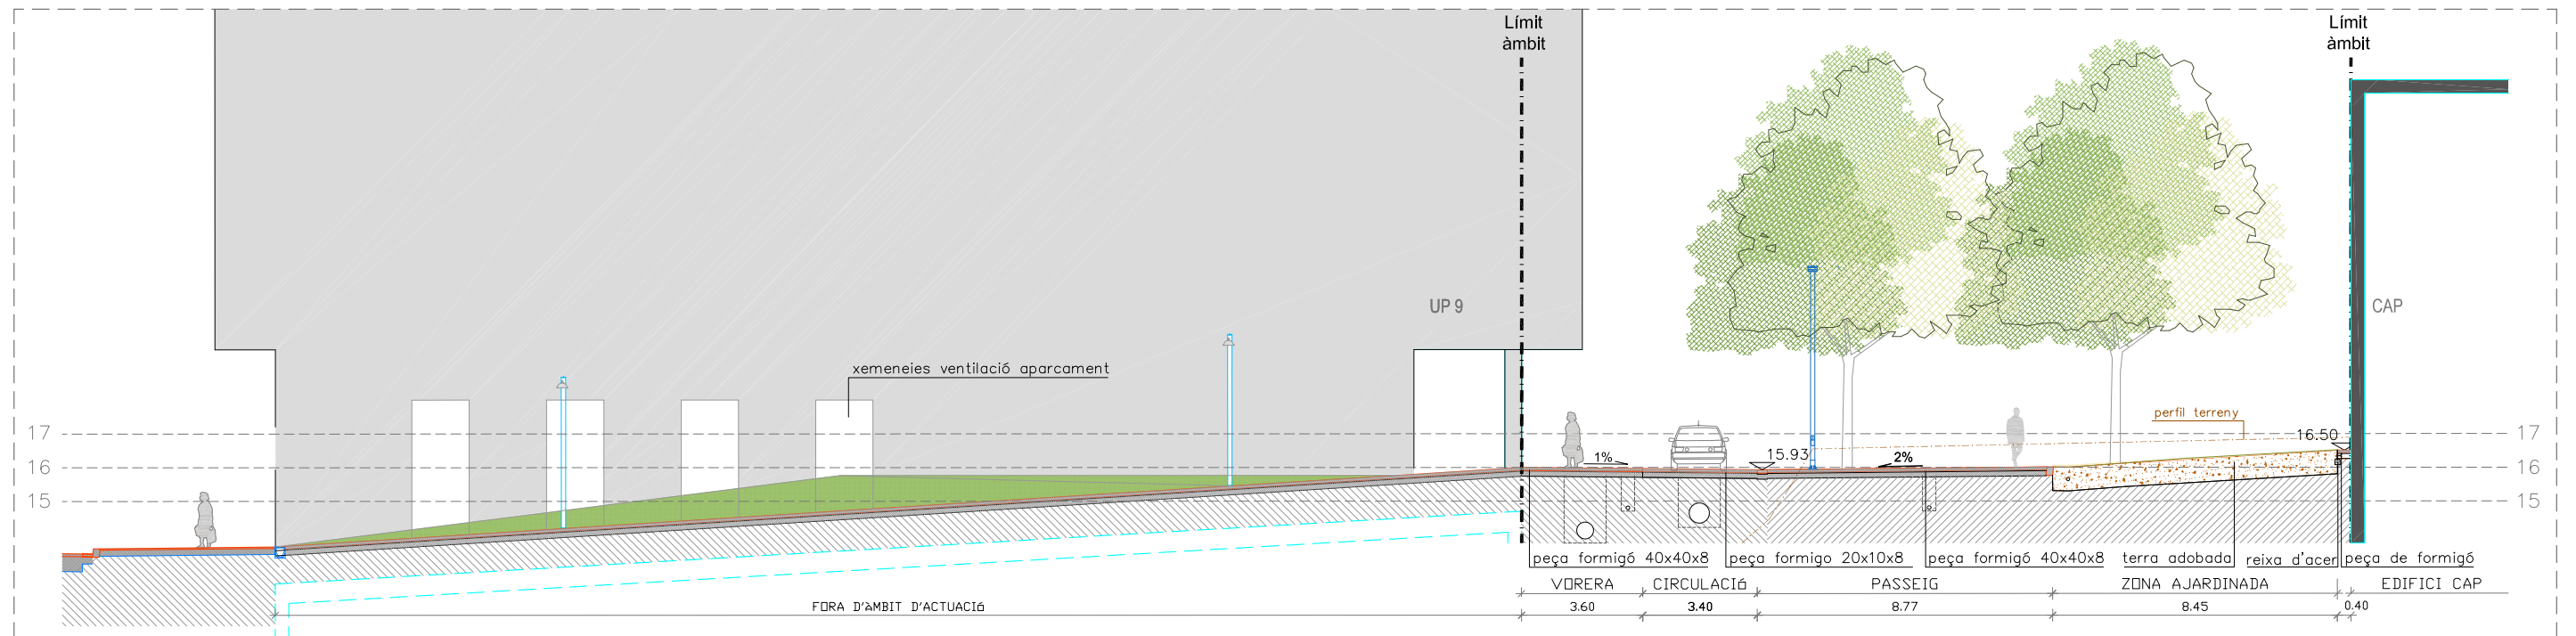 Límit
àmbit
Límit
àmbit
UP 9
CAP
xemeneies ventilació aparcament
perfil terreny
17
16.50
17
16
1%
15.93
2%
16
15
15
peça formigó 40x40x8
peça formigo 20x10x8
peça formigó 40x40x8
terra adobada
reixa d'acer
peça de formigó
VORERA
CIRCULACIÓ
PASSEIG
ZONA AJARDINADA
EDIFICI CAP
FORA D'ÀMBIT D'ACTUACIÓ
3.60
3.40
8.77
8.45
0.40